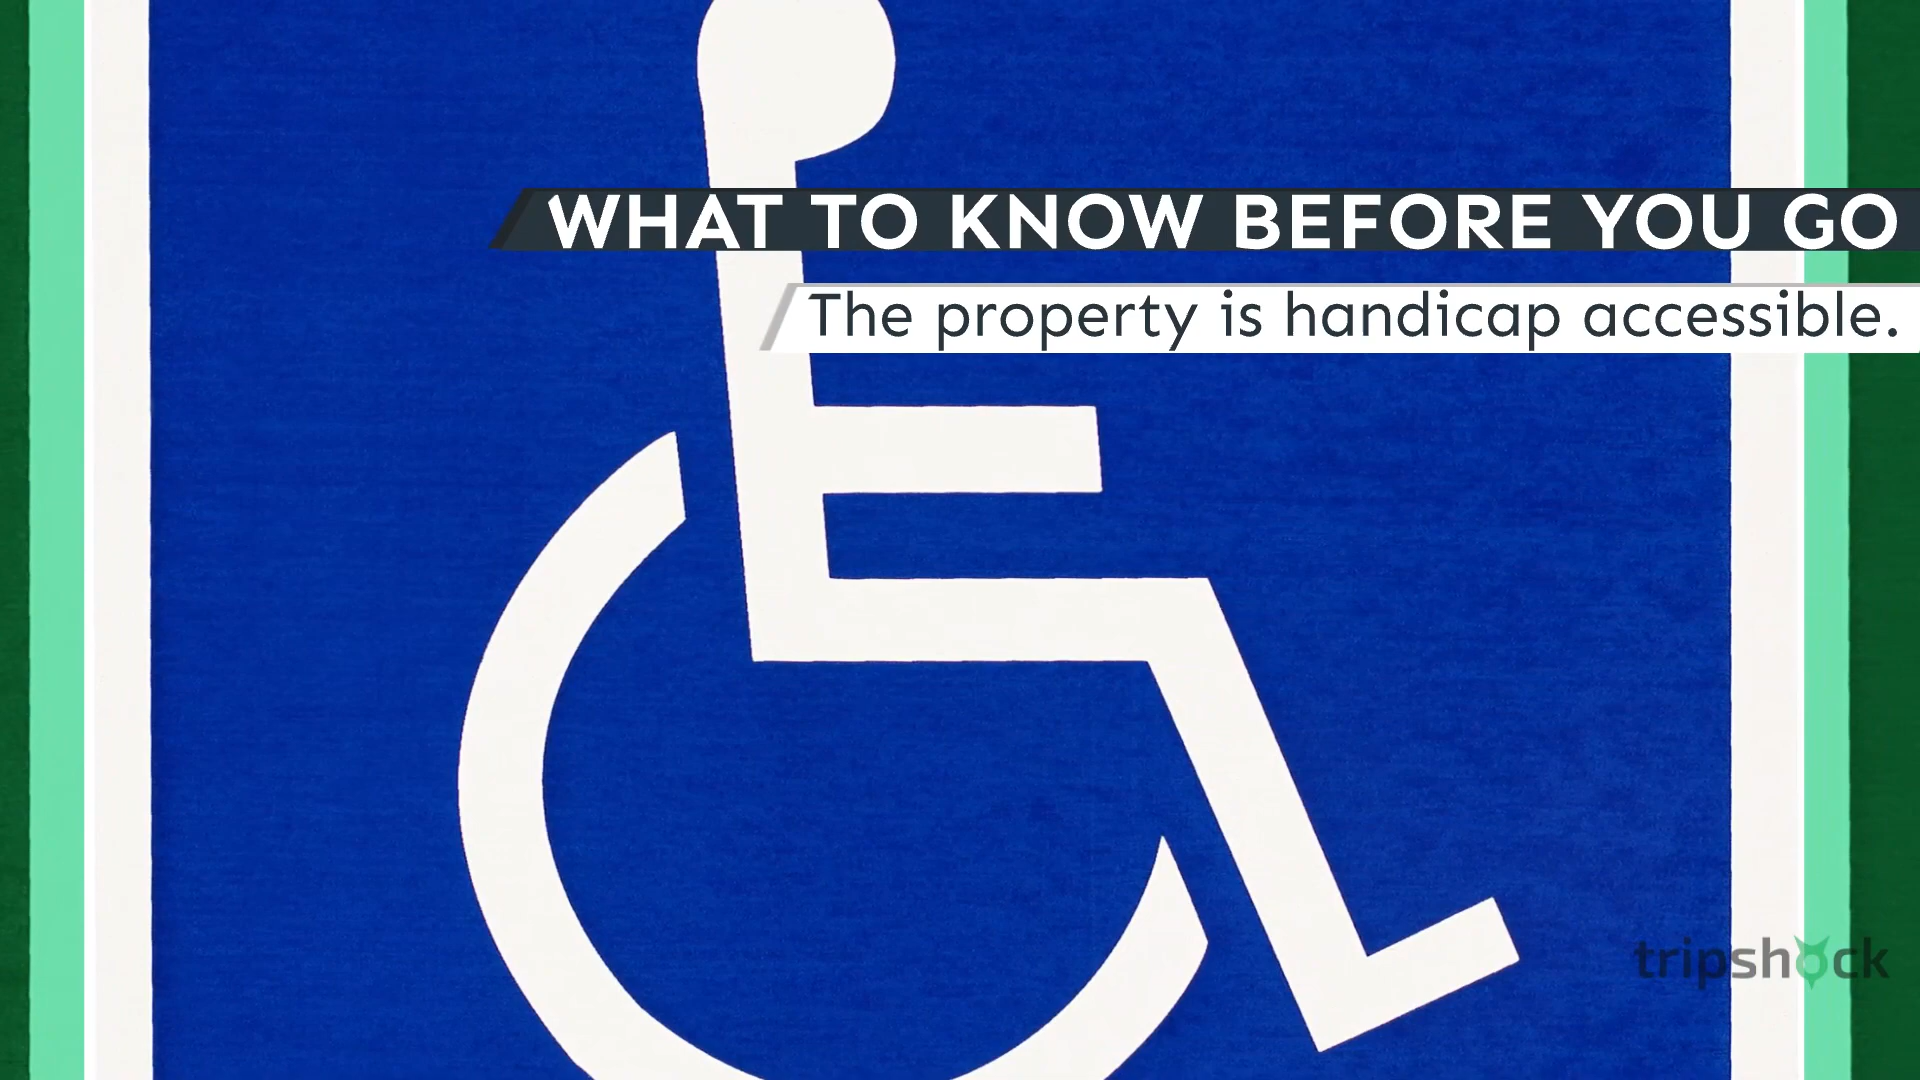 WHAT TO KNOW BEFORE YOU GO
The property is handicap accessible.
tripshock